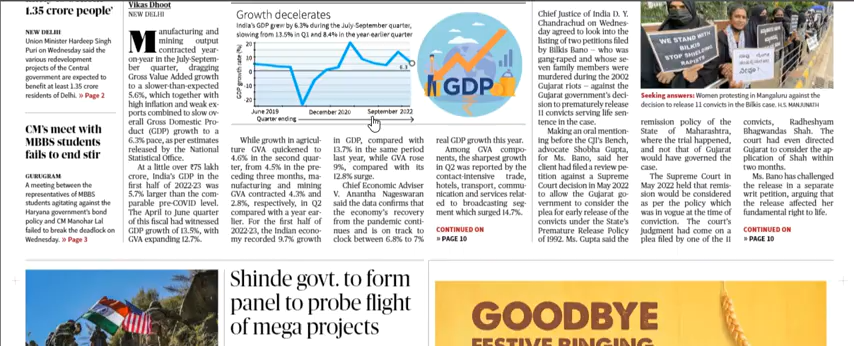 1.35 crore people'
NEW DELHI
Union Minister Hardeep Singh
Puri on Wednesday said the
various redevelopment
projects of the Central
government are expected to
benefit at least 1.35 crore
residents of Delhi. » Page 2
CM's meet with
MBBS students
fails to end stir
GURUGRAM
A meeting between the
representatives of MBBS
students agitating against the
Haryana government's bond
policy and CM Manohar Lal
failed to break the deadlock on
Wednesday. » Page 3
Vikas Dhoot
NEW DELHI
Manufacturing and
mining output
contracted year-
on-year in the July-Septem-
ber quarter, dragging
Gross Value Added growth
to a slower-than-expected
5.6%, which together with
high inflation and weak ex-
ports combined to slow ov-
erall Gross Domestic Pro-
duct (GDP) growth to a
6.3% pace, as per estimates
released by the National
Statistical Office.
At a little over ₹75 lakh
crore, India's GDP in the
first half of 2022-23 was
5.7% larger than the com-
parable pre-COVID level.
The April to June quarter
of this fiscal had witnessed
GDP growth of 13.5%, with
GVA expanding 12.7%.
Growth decelerates
India's GDP grew by 6.3% during the July-September quarter,
slowing from 13.5% in Q1 and 8.4% in the year-earlier quarter.
GDP growth rate (%)
20
10
0
-10
-20
6.3
June 2019
December 2020
September 2022
Quarter ending
GDP
While growth in agricul-
ture GVA quickened to
4.6% in the second quar-
ter, from 4.5% in the pre-
ceding three months, ma-
nufacturing and mining
GVA contracted 4.3% and
2.8%, respectively, in Q2
compared with a year ear-
lier. For the first half of
2022-23, the Indian econo-
my recorded 9.7% growth
in GDP, compared with
13.7% in the same period
last year, while GVA rose
9%, compared with its
12.8% surge.
Chief Economic Adviser
V. Anantha Nageswaran
said the data confirms that
the economy's recovery
from the pandemic conti-
nues and is on track to
clock between 6.8% to 7%
real GDP growth this year.
Among GVA compo-
nents, the sharpest growth
in Q2 was reported by the
contact-intensive trade,
hotels, transport, commu-
nication and services relat-
ed to broadcasting seg-
ment which surged 14.7%.
CONTINUED ON
» PAGE 10
Chief Justice of India D. Y.
Chandrachud on Wednes-
day agreed to look into the
listing of two petitions filed
by Bilkis Bano – who was
gang-raped and whose se-
ven family members were
murdered during the 2002
Gujarat riots – against the
Gujarat government's deci-
sion to prematurely release
11 convicts serving life sen-
tence in the case.
Making an oral mention-
ing before the CJI's Bench,
advocate Shobha Gupta,
for Ms. Bano, said her
client had filed a review pe-
tition against a Supreme
Court decision in May 2022
to allow the Gujarat go-
vernment to consider the
plea for early release of the
convicts under the State's
Premature Release Policy
of 1992. Ms. Gupta said the
WE STAND
WITH
BILKIS
STOP SHIELDING
RAPISTS
Seeking answers: Women protesting in Mangaluru against the
decision to release 11 convicts in the Bilkis case. H.S. MANJUNATH
remission policy of the
State of Maharashtra,
where the trial happened,
and not that of Gujarat
would have governed the
case.
The Supreme Court in
May 2022 held that remis-
sion would be considered
as per the policy which
was in vogue at the time of
conviction. The court's
judgment had come on a
plea filed by one of the 11
convicts, Radheshyam
Bhagwandas Shah. The
court had even directed
Gujarat to consider the ap-
plication of Shah within
two months.
Ms. Bano has challenged
the release in a separate
writ petition, arguing that
the release affected her
fundamental right to life.
CONTINUED ON
» PAGE 10
Shinde govt. to form
panel to probe flight
of mega projects
GOODBYE
FESTIVE BINGING